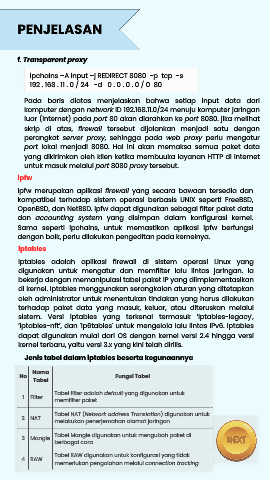 PENJELASAN
f. Transparent proxy
Ipchains -A input -j REDIRECT 8080 -p tcp -s
192 . 168 . 11 . 0 / 24 -d 0 . 0 . 0 . 0 / 0 80
Pada baris diatas menjelaskan bahwa setiap input data dari
komputer dengan network ID 192.168.11.0/24 menuju komputer jaringan
luar (internet) pada port 80 akan diarahkan ke port 8080. jika melihat
skrip di atas, firewall tersebut dijalankan menjadi satu dengan
perangkat server proxy, sehingga pada web proxy perlu mengatur
port lokal menjadi 8080. Hal ini akan memaksa semua paket data
yang dikirimkan oleh klien ketika membuka layanan HTTP di internet
untuk masuk melalui port 8080 proxy tersebut.
Ipfw
Ipfw merupakan aplikasi firewall yang secara bawaan tersedia dan
kompatibel terhadap sistem operasi berbasis UNIX seperti FreeBSD,
OpenBSD, dan NetBSD. Ipfw dapat digunakan sebagai filter paket data
dan accounting system yang disimpan dalam konfigurasi kernel.
Sama seperti Ipchains, untuk memastikan aplikasi Ipfw berfungsi
dengan baik, perlu dilakukan pengeditan pada kernelnya.
Iptables
Iptables adalah aplikasi firewall di sistem operasi Linux yang
digunakan untuk mengatur dan memfilter lalu lintas jaringan. Ia
bekerja dengan memanipulasi tabel paket IP yang diimplementasikan
di kernel. Iptables menggunakan serangkaian aturan yang ditetapkan
oleh administrator untuk menentukan tindakan yang harus dilakukan
terhadap paket data yang masuk, keluar, atau diteruskan melalui
sistem. Versi Iptables yang terkenal termasuk 'iptables-legacy',
'iptables-nft', dan 'ip6tables' untuk mengelola lalu lintas IPv6. Iptables
dapat digunakan mulai dari OS dengan kernel versi 2.4 hingga versi
kernel terbaru, yaitu versi 3.x yang kini telah dirilis.
Jenis tabel dalam iptables beserta kegunaannya
No Nama Tabel Fungsi Tabel
1 Filter Tabel filter adalah default yang digunakan untuk
memfilter paket
2 NAT Tabel NAT (Network Address Translation) digunakan untuk
melakukan penerjemahan alamat jaringan
3 Mangle Tabel Mangle digunakan untuk mengubah paket di
berbagai cara
4 RAW Tabel RAW digunakan untuk konfigurasi yang tidak
memerlukan pengolahan melalui connection tracking
NEXT